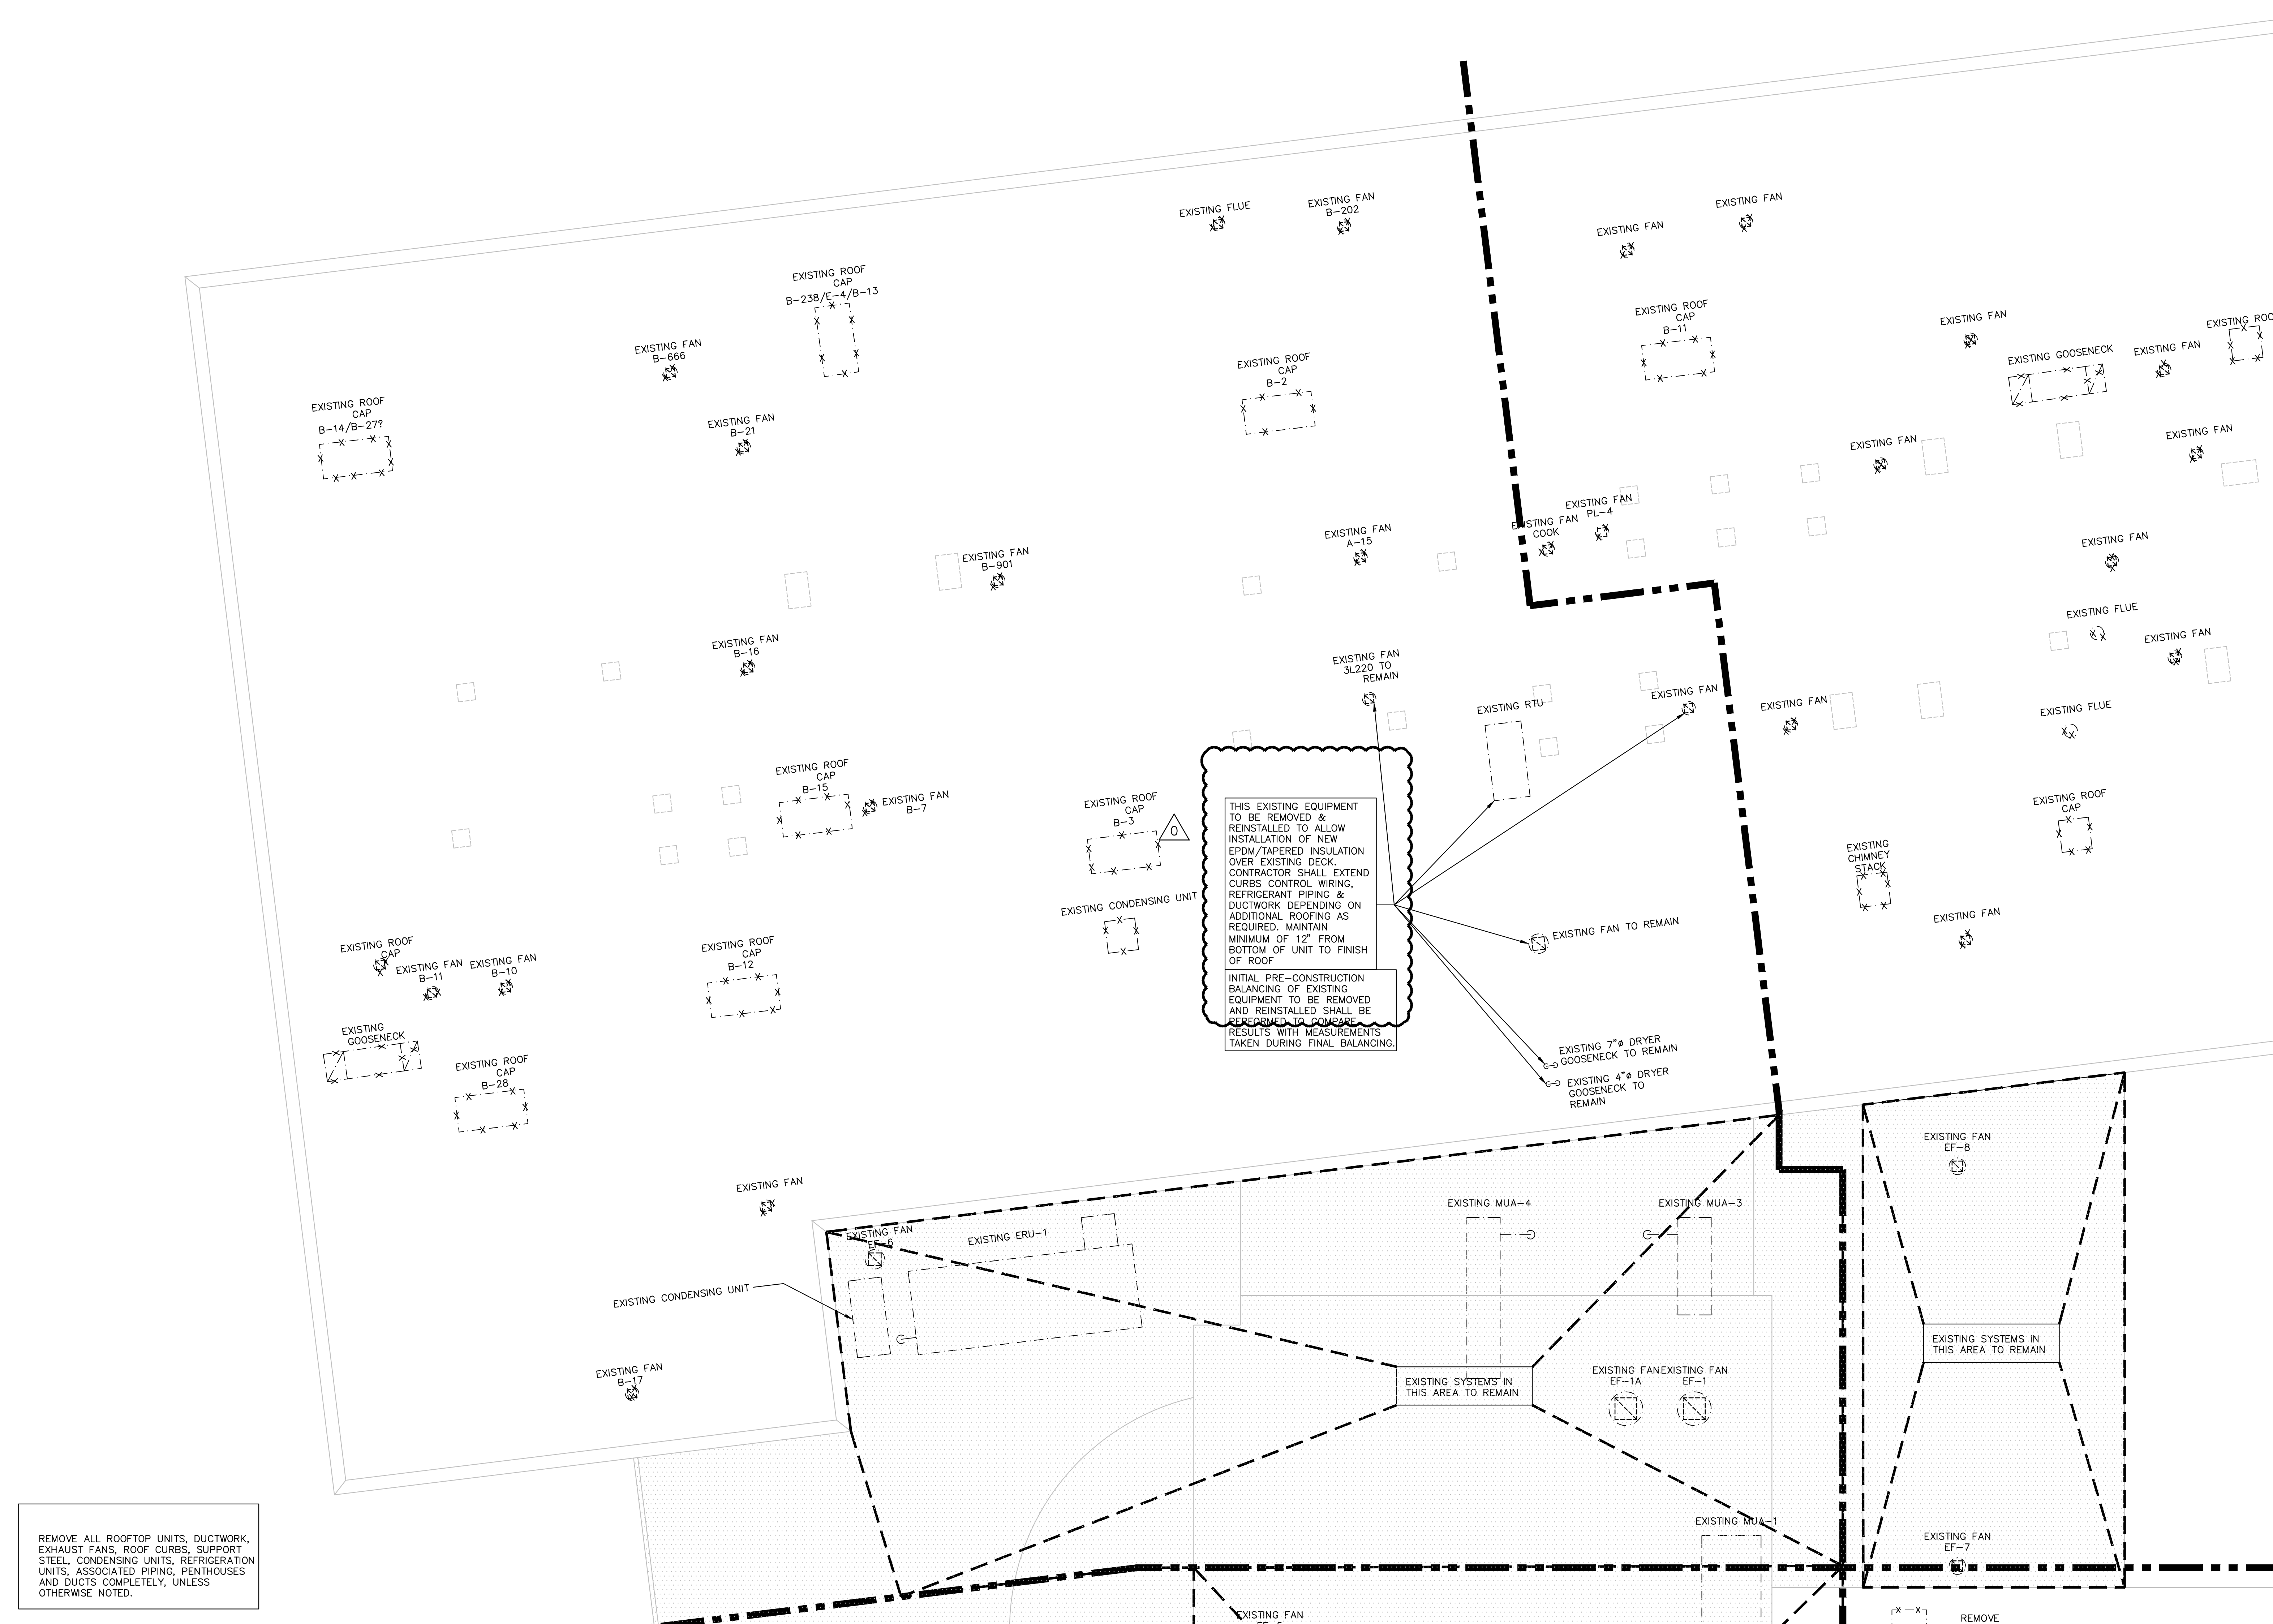 EXISTING FLUE
EXISTING FAN
B-202
EXISTING FAN
EXISTING FAN
EXISTING ROOF
CAP
B-238/E-4/B-13
EXISTING FAN
B-666
EXISTING ROOF
CAP
B-11
EXISTING FAN
EXISTING GOOSENECK
EXISTING FAN
EXISTING ROOF
CAP
B-2
EXISTING ROOF
CAP
B-14/B-27?
EXISTING FAN
B-21
EXISTING FAN
EXISTING FAN
EXISTING FAN
PL-4
EXISTING FAN
COOK
EXISTING FAN
A-15
EXISTING FAN
B-901
EXISTING FAN
EXISTING FLUE
EXISTING FAN
EXISTING FAN
B-16
EXISTING FAN
3L220 TO
REMAIN
EXISTING RTU
EXISTING FAN
EXISTING FAN
EXISTING FLUE
EXISTING ROOF
CAP
B-15
EXISTING FAN
B-7
EXISTING ROOF
CAP
B-3
0
THIS EXISTING EQUIPMENT
TO BE REMOVED &
REINSTALLED TO ALLOW
INSTALLATION OF NEW
EPDM/TAPERED INSULATION
OVER EXISTING DECK.
CONTRACTOR SHALL EXTEND
CURBS CONTROL WIRING,
REFRIGERANT PIPING &
DUCTWORK DEPENDING ON
ADDITIONAL ROOFING AS
REQUIRED. MAINTAIN
MINIMUM OF 12" FROM
BOTTOM OF UNIT TO FINISH
OF ROOF
INITIAL PRE-CONSTRUCTION
BALANCING OF EXISTING
EQUIPMENT TO BE REMOVED
AND REINSTALLED SHALL BE
PERFORMED TO COMPARE
RESULTS WITH MEASUREMENTS
TAKEN DURING FINAL BALANCING.
EXISTING ROOF
CAP
EXISTING
CHIMNEY
STACK
EXISTING CONDENSING UNIT
EXISTING FAN
EXISTING FAN TO REMAIN
EXISTING ROOF
CAP
EXISTING FAN
B-11
EXISTING FAN
B-10
EXISTING ROOF
CAP
B-12
EXISTING
GOOSENECK
EXISTING ROOF
CAP
B-28
EXISTING 7"ø DRYER
GOOSENECK TO REMAIN
EXISTING 4"ø DRYER
GOOSENECK TO
REMAIN
EXISTING FAN
EF-8
EXISTING FAN
EXISTING FAN
EF-6
EXISTING ERU-1
EXISTING MUA-4
EXISTING MUA-3
EXISTING CONDENSING UNIT
EXISTING SYSTEMS IN
THIS AREA TO REMAIN
EXISTING FAN
B-17
EXISTING SYSTEMS IN
THIS AREA TO REMAIN
EXISTING FAN
EF-1A
EXISTING FAN
EF-1
EXISTING MUA-1
EXISTING FAN
EF-7
REMOVE ALL ROOFTOP UNITS, DUCTWORK,
EXHAUST FANS, ROOF CURBS, SUPPORT
STEEL, CONDENSING UNITS, REFRIGERATION
UNITS, ASSOCIATED PIPING, PENTHOUSES
AND DUCTS COMPLETELY, UNLESS
OTHERWISE NOTED.
EXISTING FAN
REMOVE